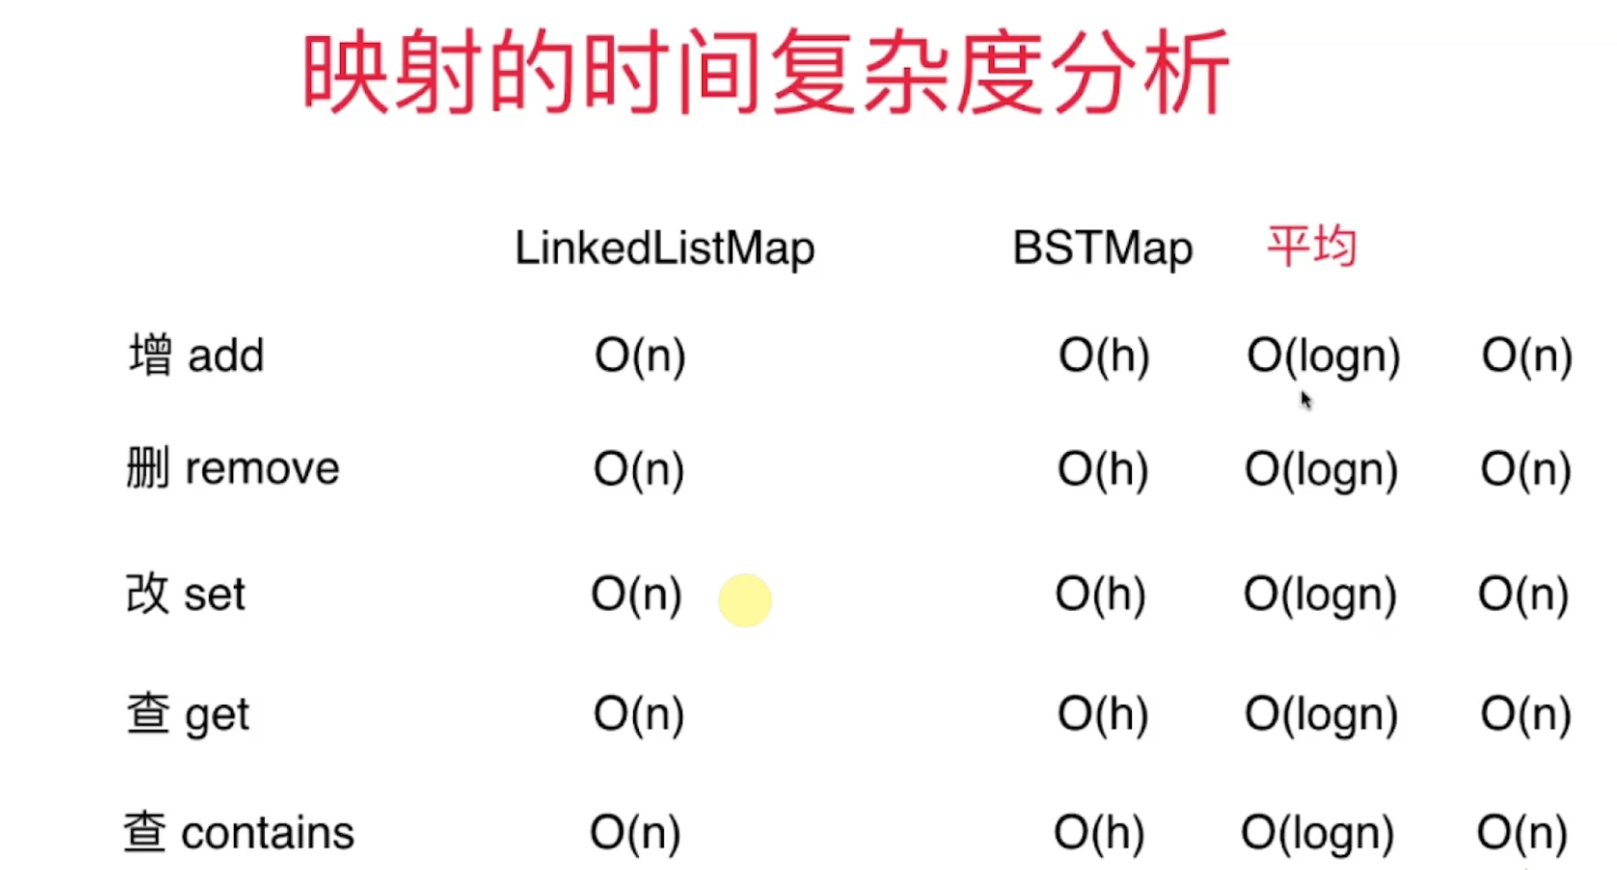 映射的时间复杂度分析
LinkedListMap BSTMap 平均
增 add O(n) O(h) O(logn) O(n)
删 remove O(n) O(h) O(logn) O(n)
改 set O(n) O(h) O(logn) O(n)
查 get O(n) O(h) O(logn) O(n)
查 contains O(n) O(h) O(logn) O(n)